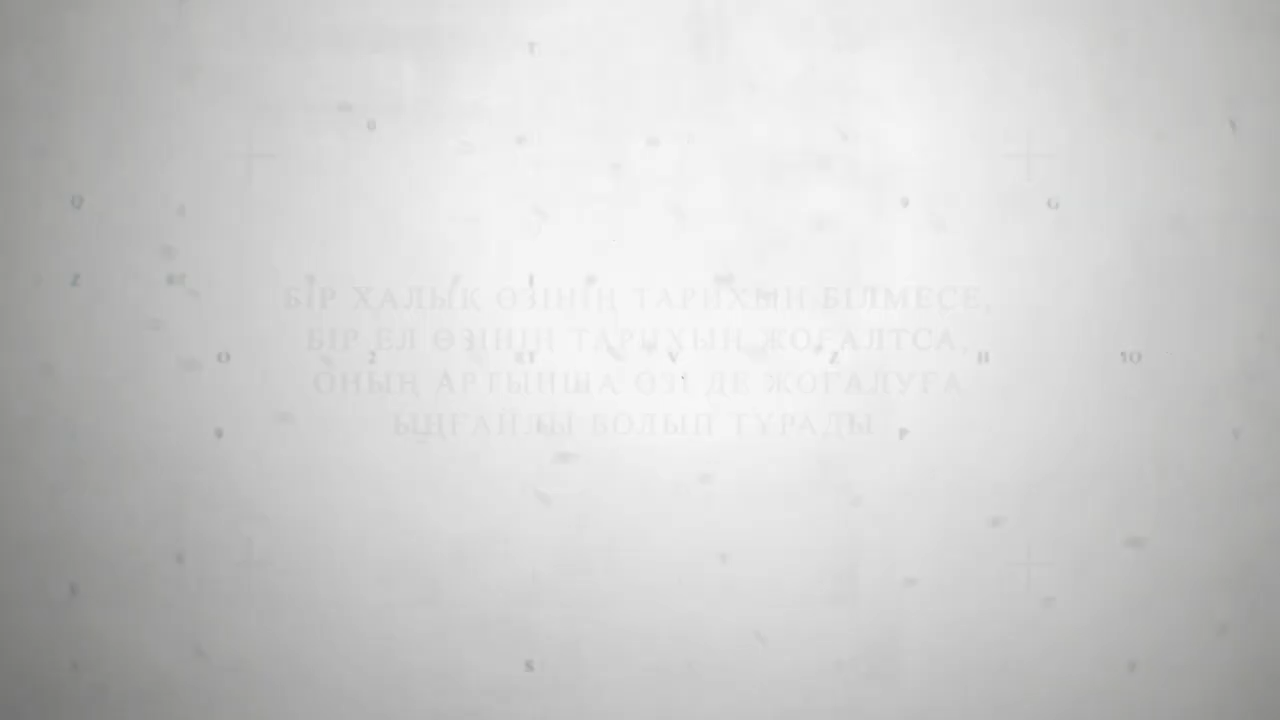 БІР ХАЛЫҚ ӨЗІНІҢ ТАРИХЫН БІЛМЕСЕ,
БІР ЕЛ ӨЗІНІҢ ТАРИХЫН ЖОҒАЛТСА,
ОНЫҢ АРТЫНША ӨЗІ ДЕ ЖОҒАЛУҒА
ЫҢҒАЙЛЫ БОЛЫП ТҰРАДЫ